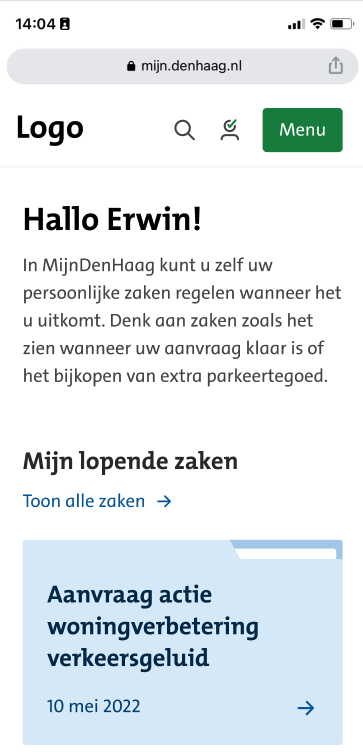 14:04
mijn.denhaag.nl
Logo
Menu
Hallo Erwin!
In MijnDenHaag kunt u zelf uw
persoonlijke zaken regelen wanneer het
u uitkomt. Denk aan zaken zoals het
zien wanneer uw aanvraag klaar is of
het bijkopen van extra parkeertegoed.
Mijn lopende zaken
Toon alle zaken
Aanvraag actie
woningverbetering
verkeersgeluid
10 mei 2022